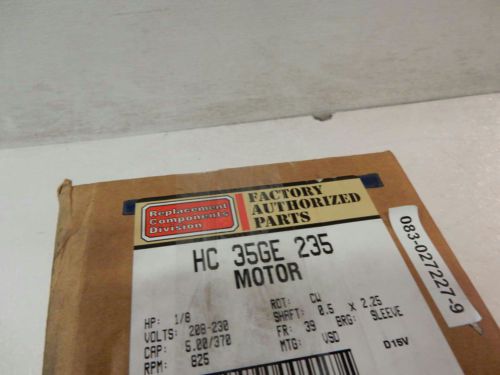 Replacement
Components
Division
FACTORY
AUTHORIZED
PARTS
HC 35GE 235
MOTOR
HP: 1/8
VOLTS: 208-230
CAP: 5.00/370
RPM: 825
ROT: CW
SHAFT: 0.5 X 2.25
FR: 39 BRG: SLEEVE
MTG: VSD
D15V
083-027227-9